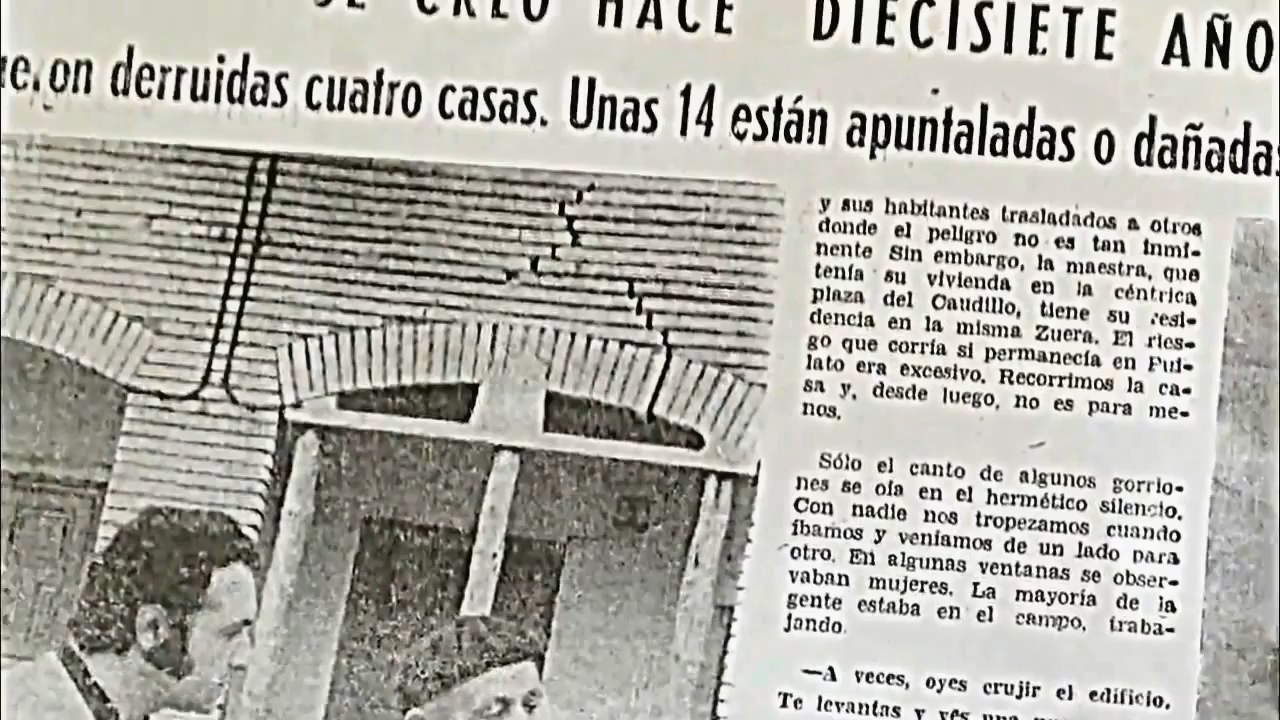 SE CREO HACE DIECISIETE AÑO
on derruidas cuatro casas. Unas 14 están apuntaladas o dañadas
y sus habitantes trasladados a otros
donde el peligro no es tan inmi-
nente Sin embargo, la maestra, que
tenía su vivienda en la céntrica
plaza del Caudillo, tiene su resi-
dencia en la misma Zuera. El ries-
go que corría si permanecía en Pui-
lato era excesivo. Recorrimos la ca-
sa y, desde luego, no es para me-
nos.
Sólo el canto de algunos gorrio-
nes se oía en el hermético silencio.
Con nadie nos tropezamos cuando
íbamos y veníamos de un lado para
otro. En algunas ventanas se obser-
vaban mujeres. La mayoría de la
gente estaba en el campo, traba-
jando.
—A veces, oyes crujir el edificio.
Te levantas y ves una